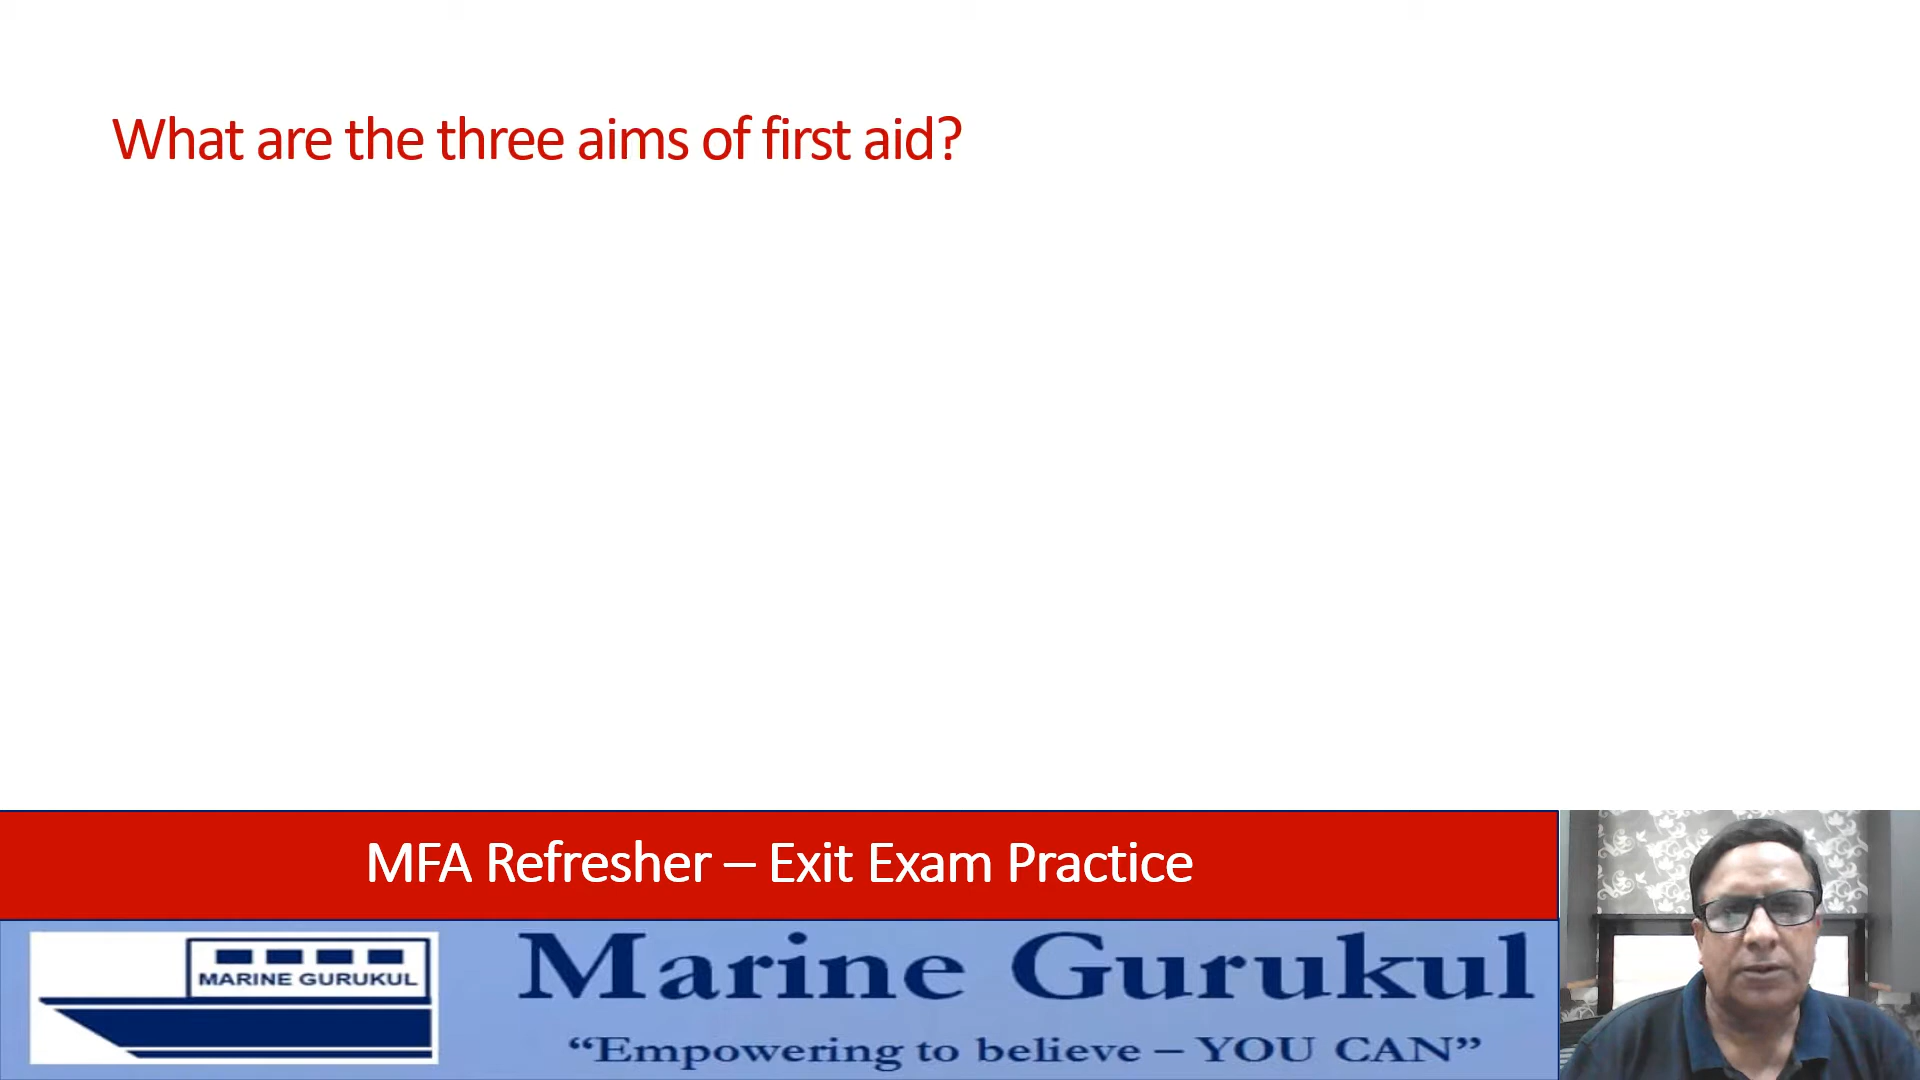 What are the three aims of first aid?
MFA Refresher – Exit Exam Practice
MARINE GURUKUL
Marine Gurukul
“Empowering to believe – YOU CAN”